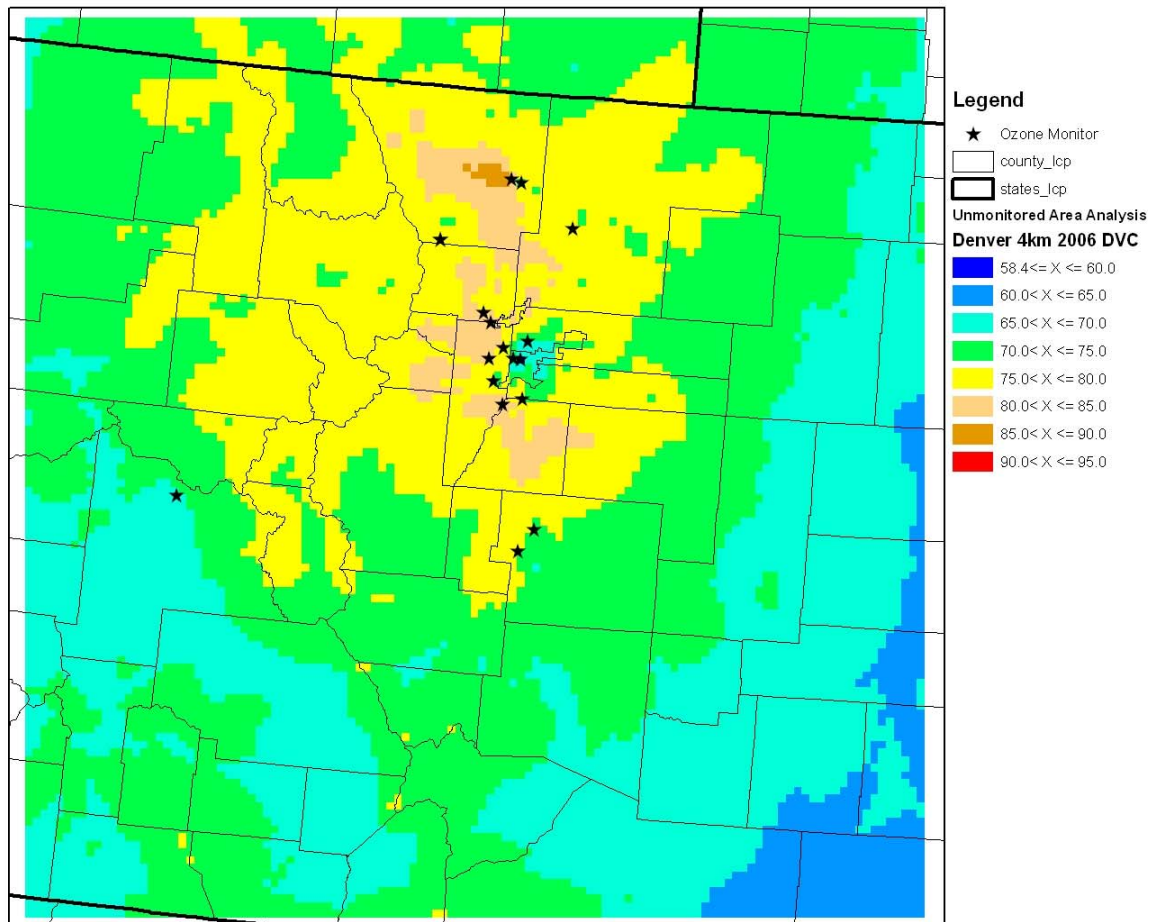 Legend
Ozone Monitor
county_lcp
states_lcp
Unmonitored Area Analysis
Denver 4km 2006 DVC
58.4<= X <= 60.0
60.0< X <= 65.0
65.0< X <= 70.0
70.0< X <= 75.0
75.0< X <= 80.0
80.0< X <= 85.0
85.0< X <= 90.0
90.0< X <= 95.0